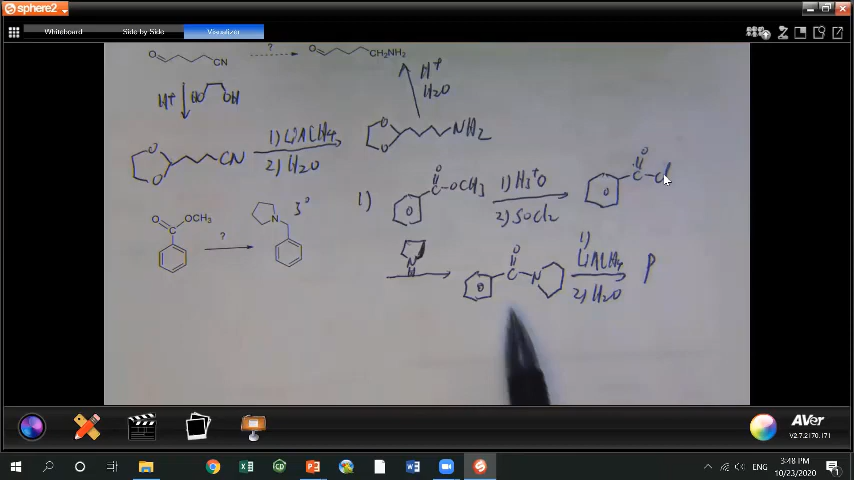 sphere2
Whiteboard Side by Side Visualizer
O CN ? O CH2NH2
H+ HO OH H+
H2O
O O CN 1) LiAlH4 O O NH2
2) H2O
O OCH3 ? N 3°
1) O C OCH3 1) H3+O O C Cl
2) SOCl2
N H O C N 1) LiAlH4 P
2) H2O
AVer
V2.7.2170.171
ENG 3:48 PM
10/23/2020